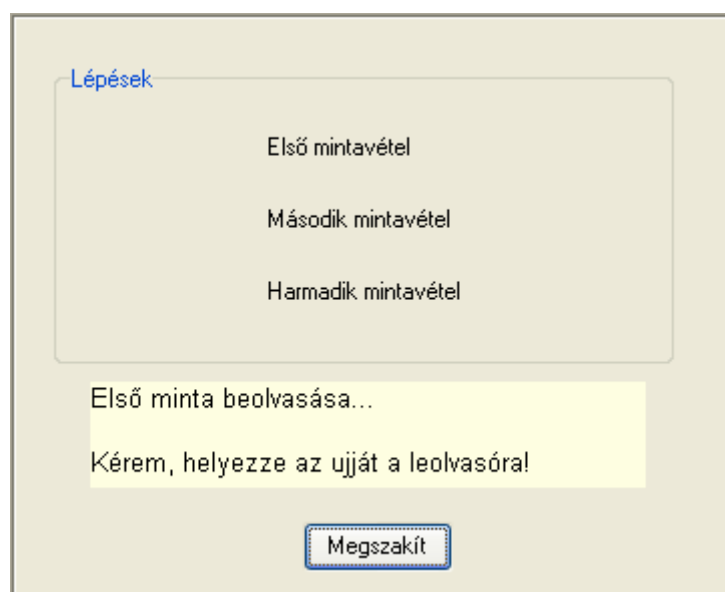 Lépések
Első mintavétel
Második mintavétel
Harmadik mintavétel
Első minta beolvasása...
Kérem, helyezze az ujját a leolvasóra!
Megszakít